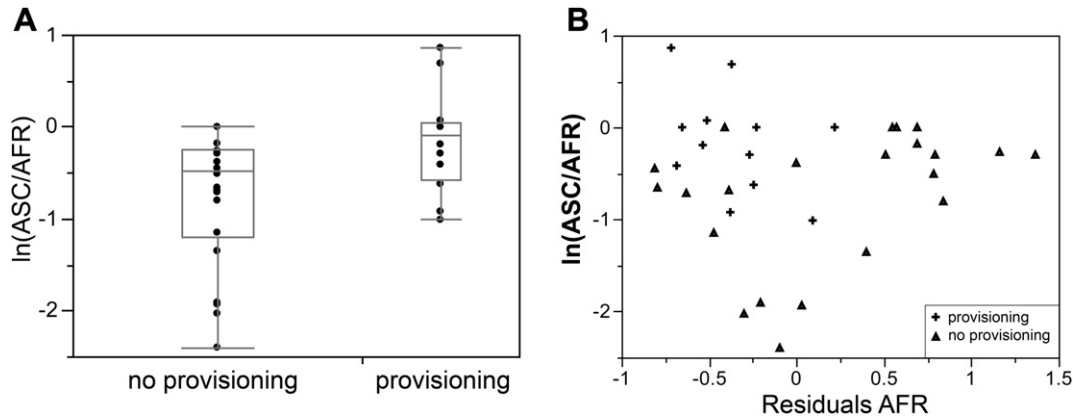 A
ln(ASC/AFR)
1
0
-1
-2
no provisioning
provisioning
B
ln(ASC/AFR)
1
0
-1
-2
-1
-0.5
0
0.5
1
1.5
Residuals AFR
provisioning
no provisioning